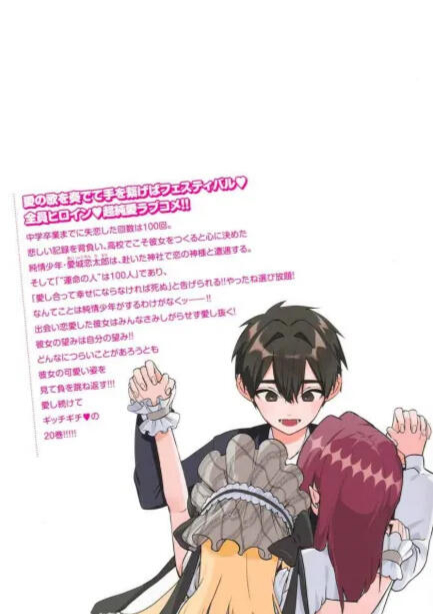 愛の歌を奏でて手を繋げばフェスティバル♥
全員ヒロイン♥超純愛ラブコメ!!
中学卒業までに失恋した回数は100回。
悲しい記録を背負い、高校でこそ彼女をつくると心に決めた
純情少年・愛城恋太郎は、赴いた神社で恋の神様と遭遇する。
そして「“運命の人”は100人」であり、
「愛し合って幸せにならなければ死ぬ」と告げられる!!やったね選び放題!
なんてことは純情少年がするわけがなくッ——!!
出会い恋愛した彼女はみんなさみしがらせず愛し抜く!
彼女の望みは自分の望み!!
どんなにつらいことがあろうとも
彼女の可愛い姿を
見て負を跳ね返す!!!
愛し続けて
ギッチギチ♥の
20巻!!!!!